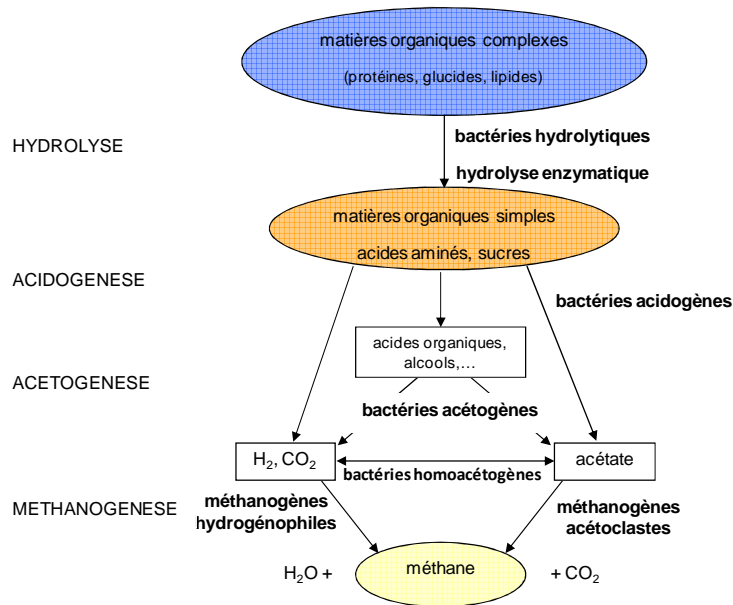 matières organiques complexes
(protéines, glucides, lipides)
HYDROLYSE
bactéries hydrolytiques
hydrolyse enzymatique
matières organiques simples
acides aminés, sucres
ACIDOGENESE
bactéries acidogènes
acides organiques,
alcools,…
ACETOGENESE
bactéries acétogènes
H₂, CO₂
bactéries homoacétogènes
acétate
METHANOGENESE
méthanogènes
hydrogénophiles
méthanogènes
acétoclastes
H₂O +
méthane
+ CO₂